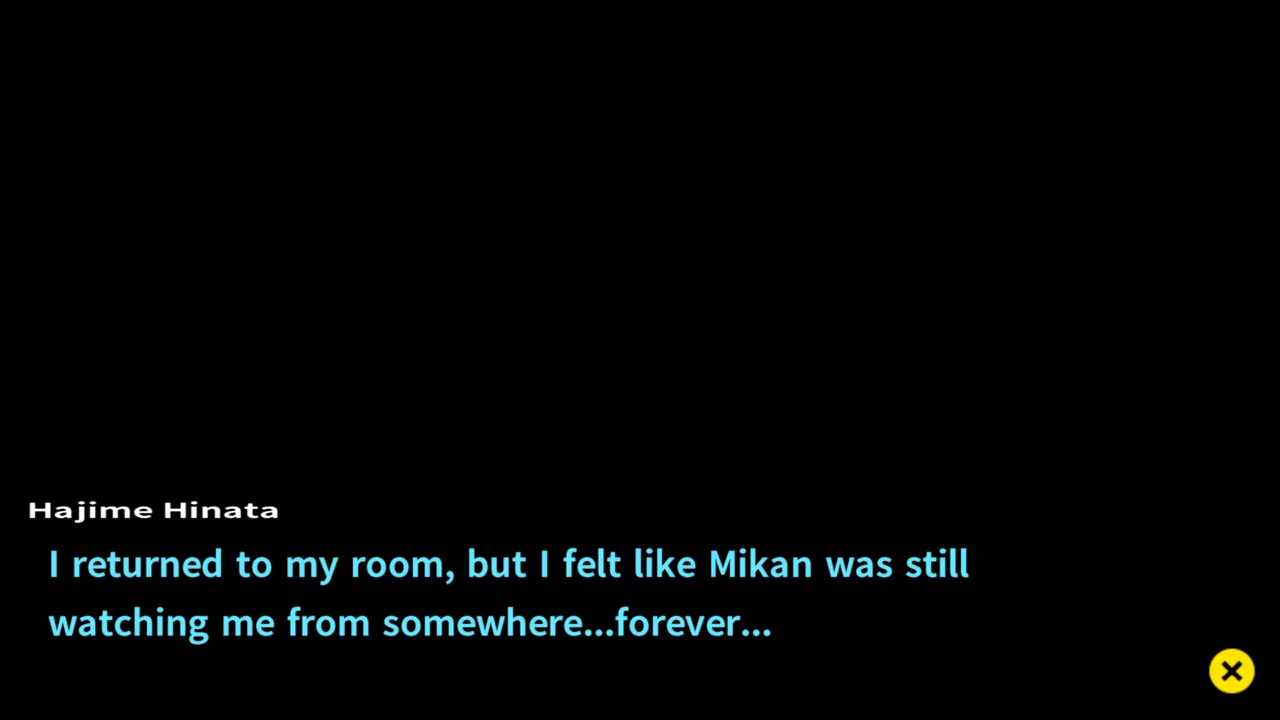 Hajime Hinata
I returned to my room, but I felt like Mikan was still
watching me from somewhere...forever...